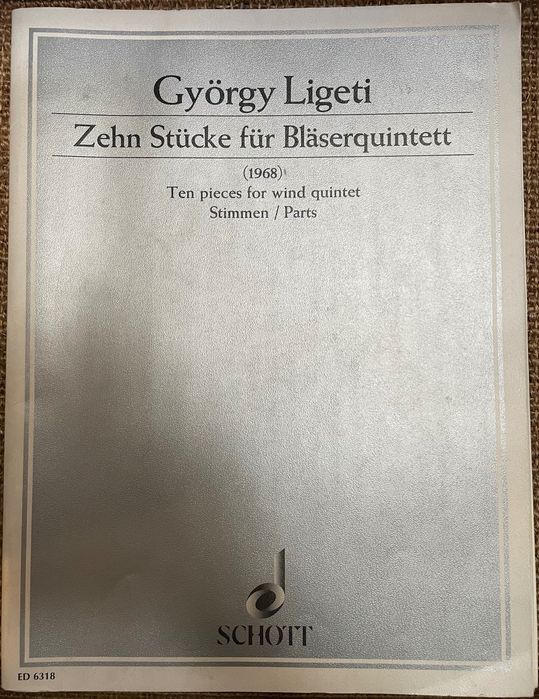 György Ligeti
Zehn Stücke für Bläserquintett
(1968)
Ten pieces for wind quintet
Stimmen / Parts
SCHOTT
ED 6318